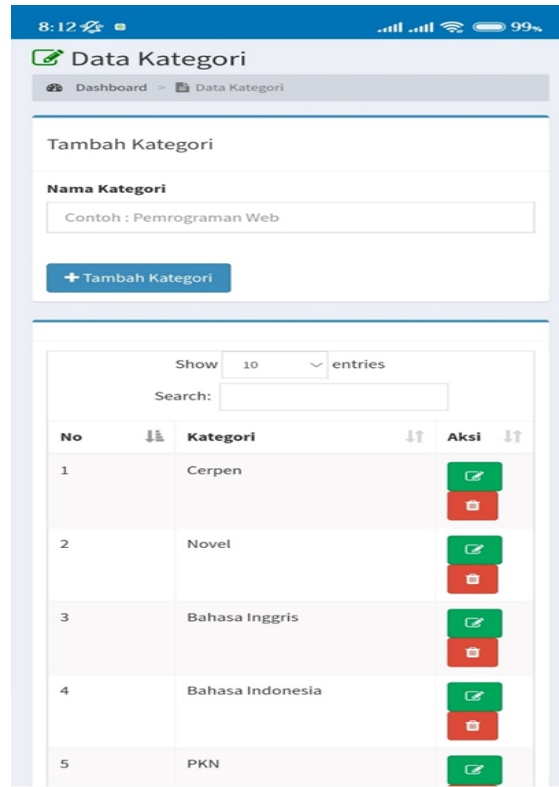 8:12 99%
Data Kategori
Dashboard > Data Kategori
Tambah Kategori
Nama Kategori
Contoh : Pemrograman Web
+ Tambah Kategori
Show 10 entries
Search:
No Kategori Aksi
1 Cerpen
2 Novel
3 Bahasa Inggris
4 Bahasa Indonesia
5 PKN